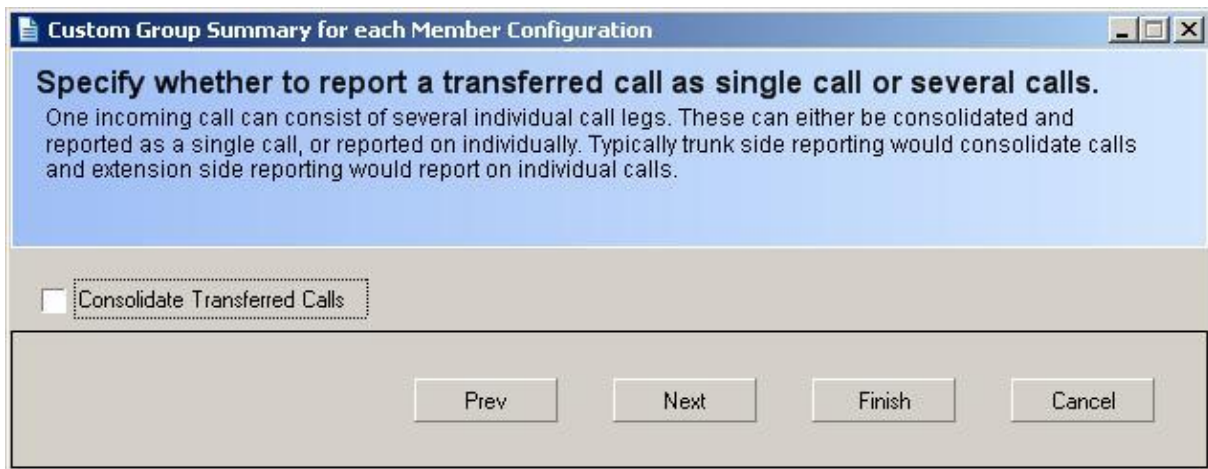 Custom Group Summary for each Member Configuration
Specify whether to report a transferred call as single call or several calls.
One incoming call can consist of several individual call legs. These can either be consolidated and
reported as a single call, or reported on individually. Typically trunk side reporting would consolidate calls
and extension side reporting would report on individual calls.
Consolidate Transferred Calls
Prev Next Finish Cancel